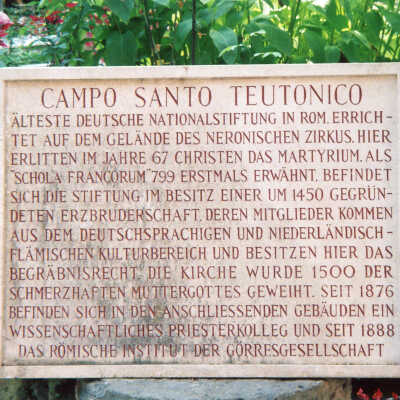 CAMPO SANTO TEUTONICO
ÄLTESTE DEUTSCHE NATIONALSTIFTUNG IN ROM, ERRICH-
TET AUF DEM GELÄNDE DES NERONISCHEN ZIRKUS. HIER
ERLITTEN IM JAHRE 67 CHRISTEN DAS MARTYRIUM. ALS
"SCHOLA FRANCORUM" 799 ERSTMALS ERWÄHNT, BEFINDET
SICH DIE STIFTUNG IN BESITZ EINER UM 1450 GEGRÜN-
DETEN ERZBRUDERSCHAFT, DEREN MITGLIEDER KOMMEN
AUS DEM DEUTSCHSPRACHIGEN UND NIEDERLÄNDISCH-
FLÄMISCHEN KULTURBEREICH UND BESITZEN HIER DAS
BEGRÄBNISRECHT. DIE KIRCHE WURDE 1500 DER
SCHMERZHAFTEN MUTTERGOTTES GEWEIHT. SEIT 1876
BEFINDEN SICH IN DEN ANSCHLIESSENDEN GEBÄUDEN EIN
WISSENSCHAFTLICHES PRIESTERKOLLEG UND SEIT 1888
DAS RÖMISCHE INSTITUT DER GÖRRESGESELLSCHAFT